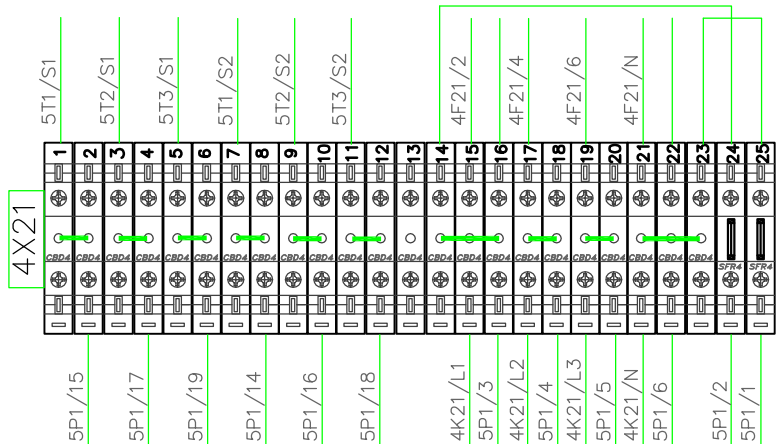 5T1/S1
5T2/S1
5T3/S1
5T1/S2
5T2/S2
5T3/S2
4F21/2
4F21/4
4F21/6
4F21/N
1 2 3 4 5 6 7 8 9 10 11 12 13 14 15 16 17 18 19 20 21 22 23 24 25
4X21
CBD4 CBD4 CBD4 CBD4 CBD4 CBD4 CBD4 CBD4 CBD4 CBD4 CBD4 CBD4 CBD4 CBD4 CBD4 CBD4 CBD4 CBD4 CBD4 CBD4 CBD4 CBD4 CBD4 SFR4 SFR4
5P1/15
5P1/17
5P1/19
5P1/14
5P1/16
5P1/18
4K21/L1
5P1/3
4K21/L2
5P1/4
4K21/L3
5P1/5
4K21/N
5P1/6
5P1/2
5P1/1